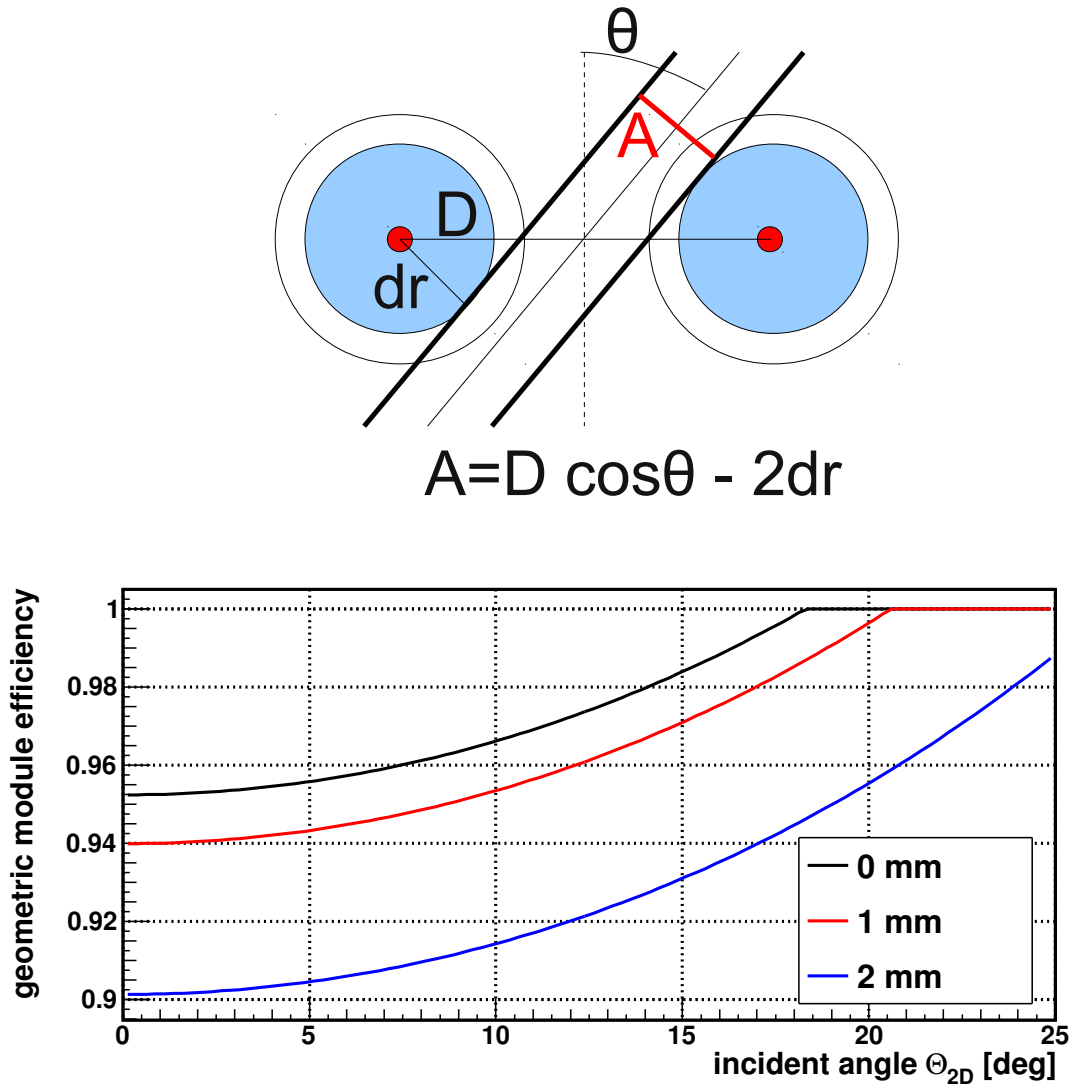 θ
A
D
dr
A=D cosθ - 2dr
geometric module efficiency
1
0.98
0.96
0.94
0.92
0.9
0 mm
1 mm
2 mm
0 5 10 15 20 25
incident angle Θ2D [deg]